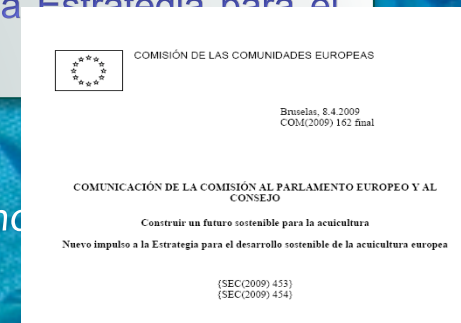 a Estrategia para el
COMISIÓN DE LAS COMUNIDADES EUROPEAS
Bruselas, 8.4.2009
COM(2009) 162 final
COMUNICACIÓN DE LA COMISIÓN AL PARLAMENTO EUROPEO Y AL
CONSEJO
Construir un futuro sostenible para la acuicultura
Nuevo impulso a la Estrategia para el desarrollo sostenible de la acuicultura europea
{SEC(2009) 453}
{SEC(2009) 454}